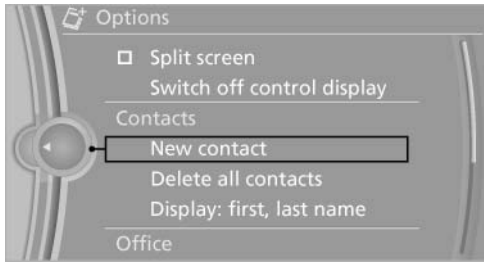 Options
Split screen
Switch off control display
Contacts
New contact
Delete all contacts
Display: first, last name
Office